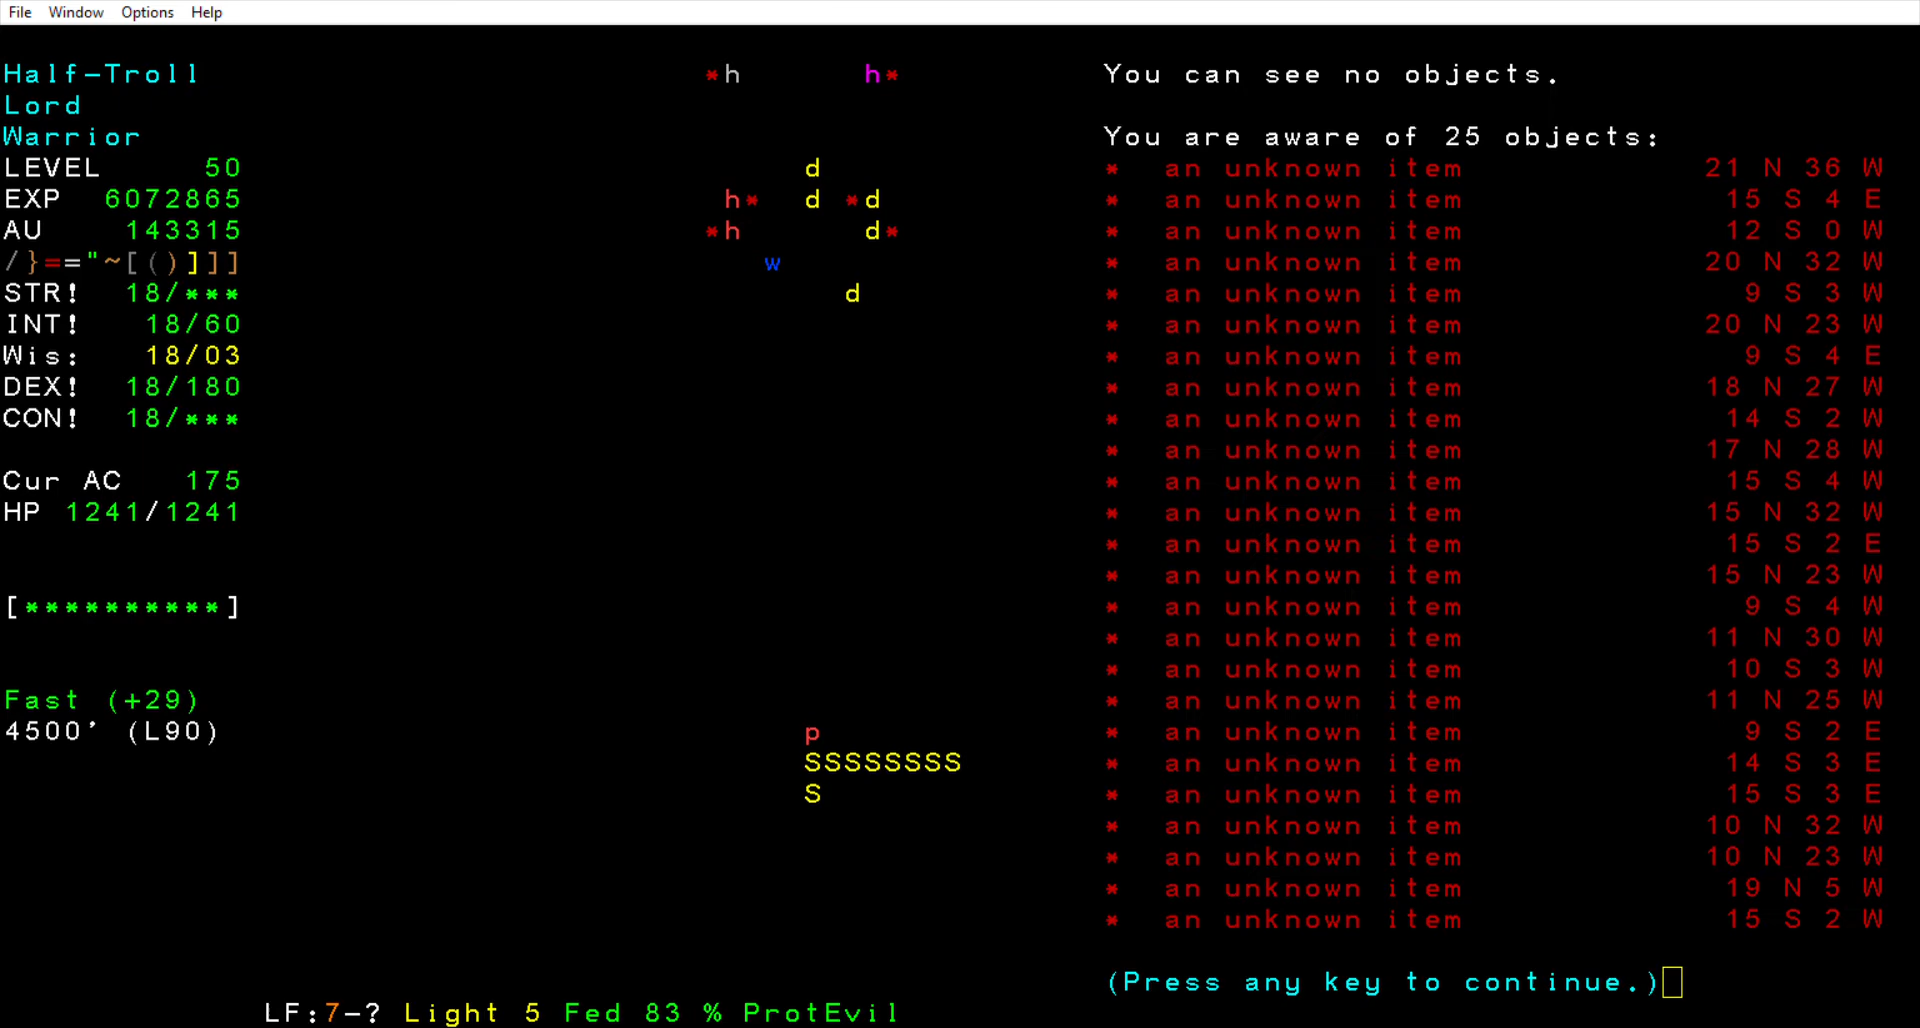 File Window Options Help
*h h* You can see no objects.
Half-Troll
Lord
Warrior You are aware of 25 objects:
LEVEL 50 d * an unknown item 21 N 36 W
EXP 6072865 h* d *d * an unknown item 15 S 4 E
AU 143315 *h d* * an unknown item 12 S 0 W
/}=="~[()]]] w * an unknown item 20 N 32 W
STR! 18/*** d * an unknown item 9 S 3 W
INT! 18/60 * an unknown item 20 N 23 W
Wis: 18/03 * an unknown item 9 S 4 E
DEX! 18/180 * an unknown item 18 N 27 W
CON! 18/*** * an unknown item 14 S 2 W
* an unknown item 17 N 28 W
Cur AC 175 * an unknown item 15 S 4 W
HP 1241/1241 * an unknown item 15 N 32 W
* an unknown item 15 S 2 E
* an unknown item 15 N 23 W
[**********] * an unknown item 9 S 4 W
* an unknown item 11 N 30 W
* an unknown item 10 S 3 W
Fast (+29) * an unknown item 11 N 25 W
4500' (L90) p * an unknown item 9 S 2 E
SSSSSSSS * an unknown item 14 S 3 E
S * an unknown item 15 S 3 E
* an unknown item 10 N 32 W
* an unknown item 10 N 23 W
* an unknown item 19 N 5 W
* an unknown item 15 S 2 W
(Press any key to continue.)
LF:7-? Light 5 Fed 83 % ProtEvil